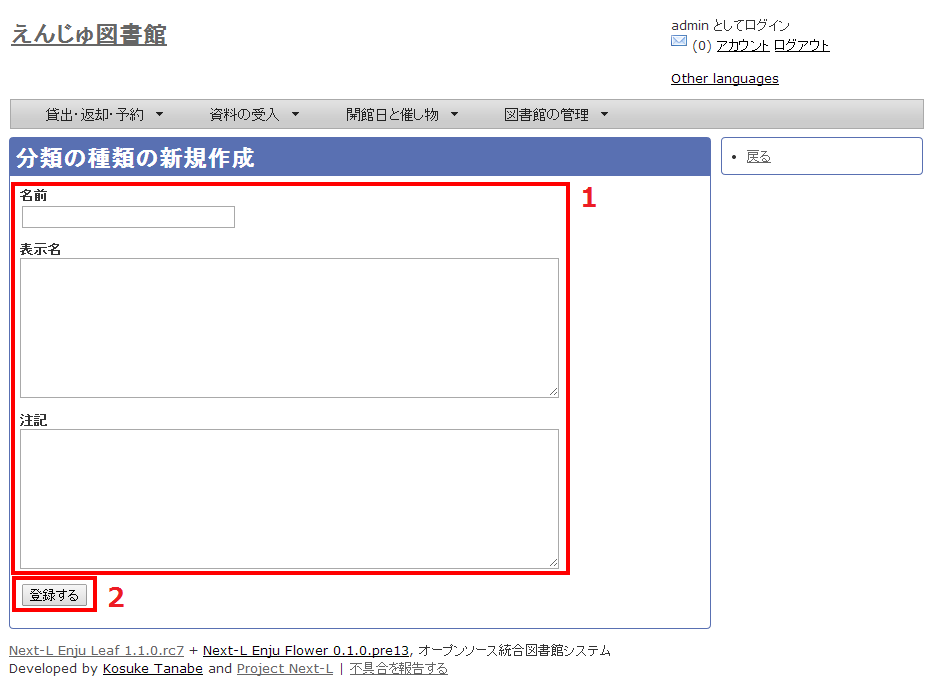 えんじゅ図書館
admin としてログイン
(0) アカウント ログアウト
Other languages
貸出・返却・予約 資料の受入 開館日と催し物 図書館の管理
分類の種類の新規作成
戻る
名前
1
表示名
注記
登録する
2
Next-L Enju Leaf 1.1.0.rc7 + Next-L Enju Flower 0.1.0.pre13, オープンソース統合図書館システム
Developed by Kosuke Tanabe and Project Next-L | 不具合を報告する